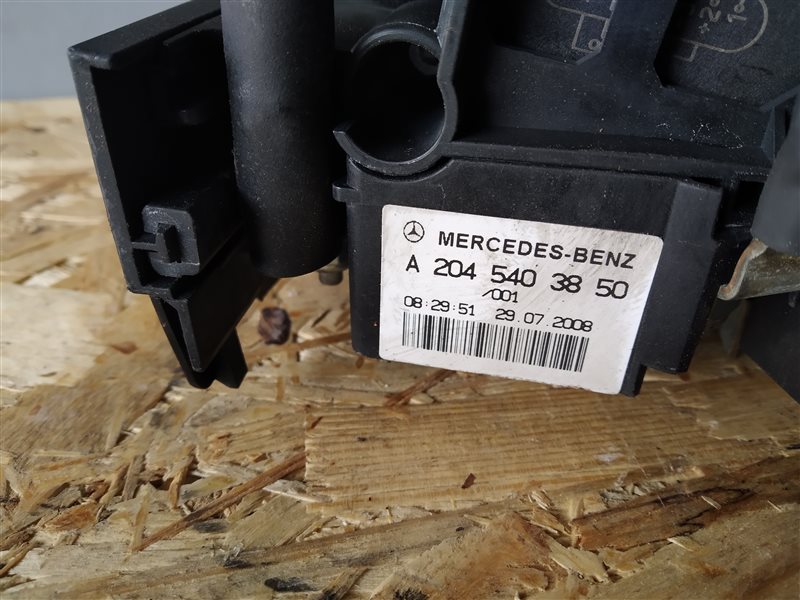 MERCEDES-BENZ
A 204 540 38 50
/001
08:29:51 29.07.2008